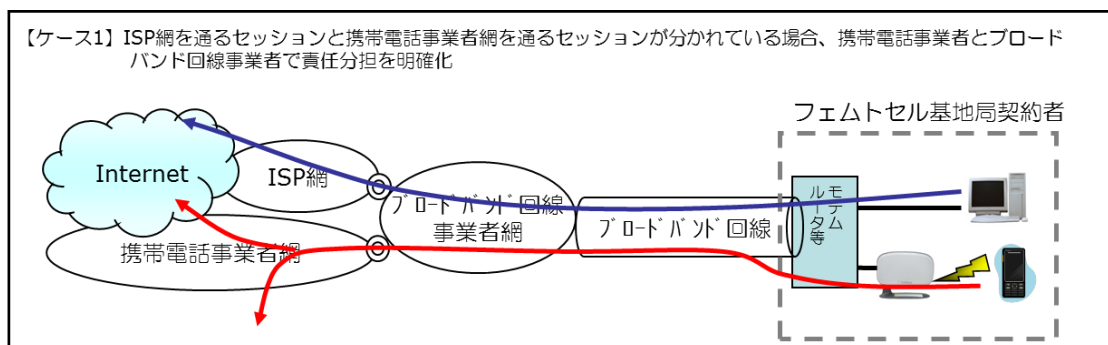 【ケース1】ISP網を通るセッションと携帯電話事業者網を通るセッションが分かれている場合、携帯電話事業者とブロード
バンド回線事業者で責任分担を明確化
フェムトセル基地局契約者
Internet
ISP網
ﾌﾞﾛｰﾄﾞﾊﾞﾝﾄﾞ回線
事業者網
ﾌﾞﾛｰﾄﾞﾊﾞﾝﾄﾞ回線
モデム
ルータ等
携帯電話事業者網